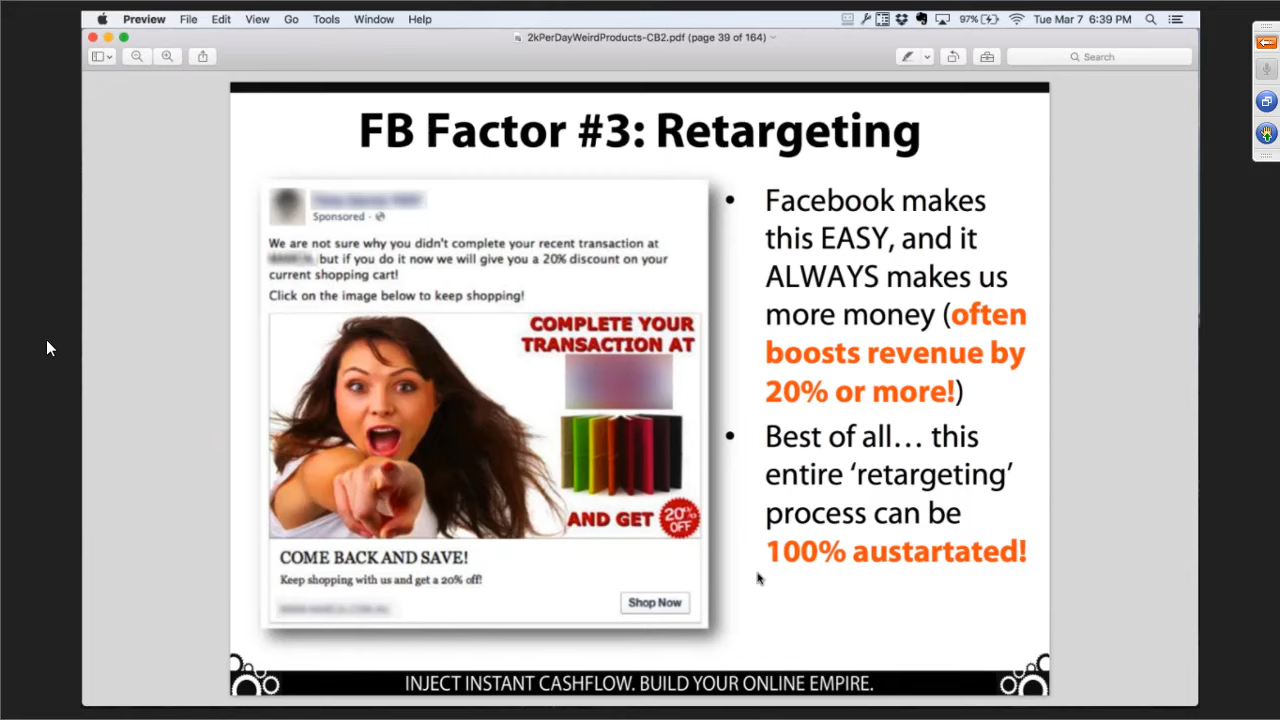 Preview File Edit View Go Tools Window Help 97% Tue Mar 7 6:39 PM
2kPerDayWeirdProducts-CB2.pdf (page 39 of 164)
Search
FB Factor #3: Retargeting
Sponsored ·
We are not sure why you didn't complete your recent transaction at
, but if you do it now we will give you a 20% discount on your
current shopping cart!
Click on the image below to keep shopping!
COMPLETE YOUR
TRANSACTION AT
AND GET 20% OFF
COME BACK AND SAVE!
Keep shopping with us and get a 20% off!
Shop Now
• Facebook makes
this EASY, and it
ALWAYS makes us
more money (often
boosts revenue by
20% or more!)
• Best of all… this
entire ‘retargeting’
process can be
100% austartated!
INJECT INSTANT CASHFLOW. BUILD YOUR ONLINE EMPIRE.